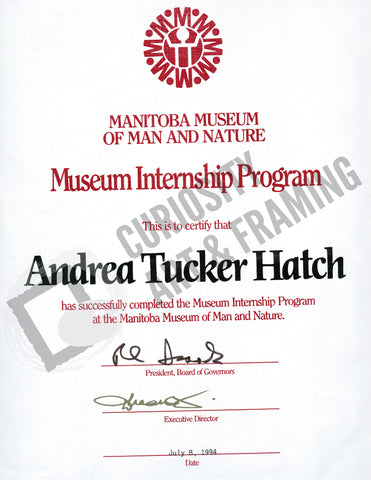 MANITOBA MUSEUM
OF MAN AND NATURE
Museum Internship Program
This is to certify that
Andrea Tucker Hatch
has successfully completed the Museum Internship Program
at the Manitoba Museum of Man and Nature.
President, Board of Governors
Executive Director
July 8, 1994
Date
CURIOSITY
ART & FRAMING